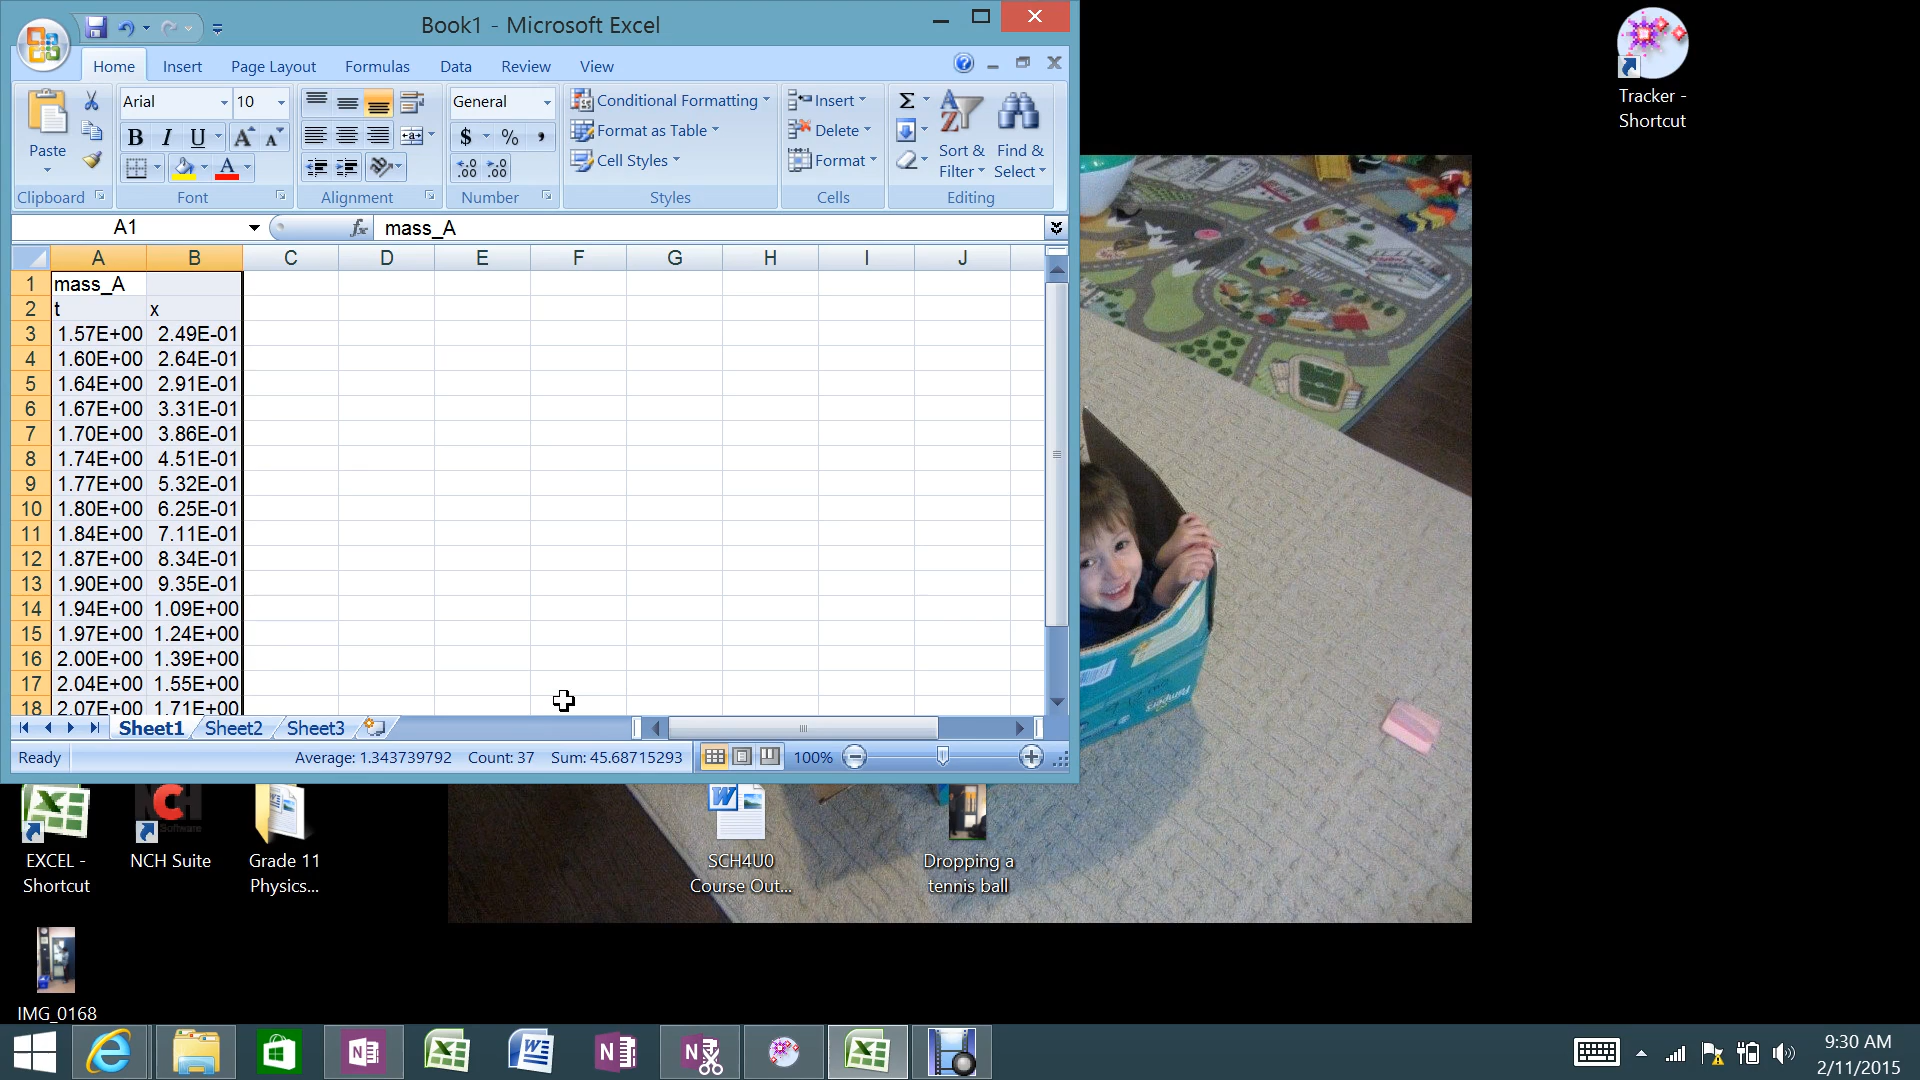 Book1 - Microsoft Excel
Home Insert Page Layout Formulas Data Review View
Arial 10 General Conditional Formatting Insert Σ
B I U A A $ % , Format as Table Delete
Paste Cell Styles Format Sort & Filter Find & Select
Clipboard Font Alignment Number Styles Cells Editing
A1 fx mass_A
A B C D E F G H I J
1 mass_A
2 t x
3 1.57E+00 2.49E-01
4 1.60E+00 2.64E-01
5 1.64E+00 2.91E-01
6 1.67E+00 3.31E-01
7 1.70E+00 3.86E-01
8 1.74E+00 4.51E-01
9 1.77E+00 5.32E-01
10 1.80E+00 6.25E-01
11 1.84E+00 7.11E-01
12 1.87E+00 8.34E-01
13 1.90E+00 9.35E-01
14 1.94E+00 1.09E+00
15 1.97E+00 1.24E+00
16 2.00E+00 1.39E+00
17 2.04E+00 1.55E+00
18 2.07E+00 1.71E+00
Sheet1 Sheet2 Sheet3
Ready Average: 1.343739792 Count: 37 Sum: 45.68715293 100%
Tracker -
Shortcut
EXCEL -
Shortcut
NCH Suite
Grade 11
Physics...
SCH4U0
Course Out...
Dropping a
tennis ball
IMG_0168
9:30 AM
2/11/2015